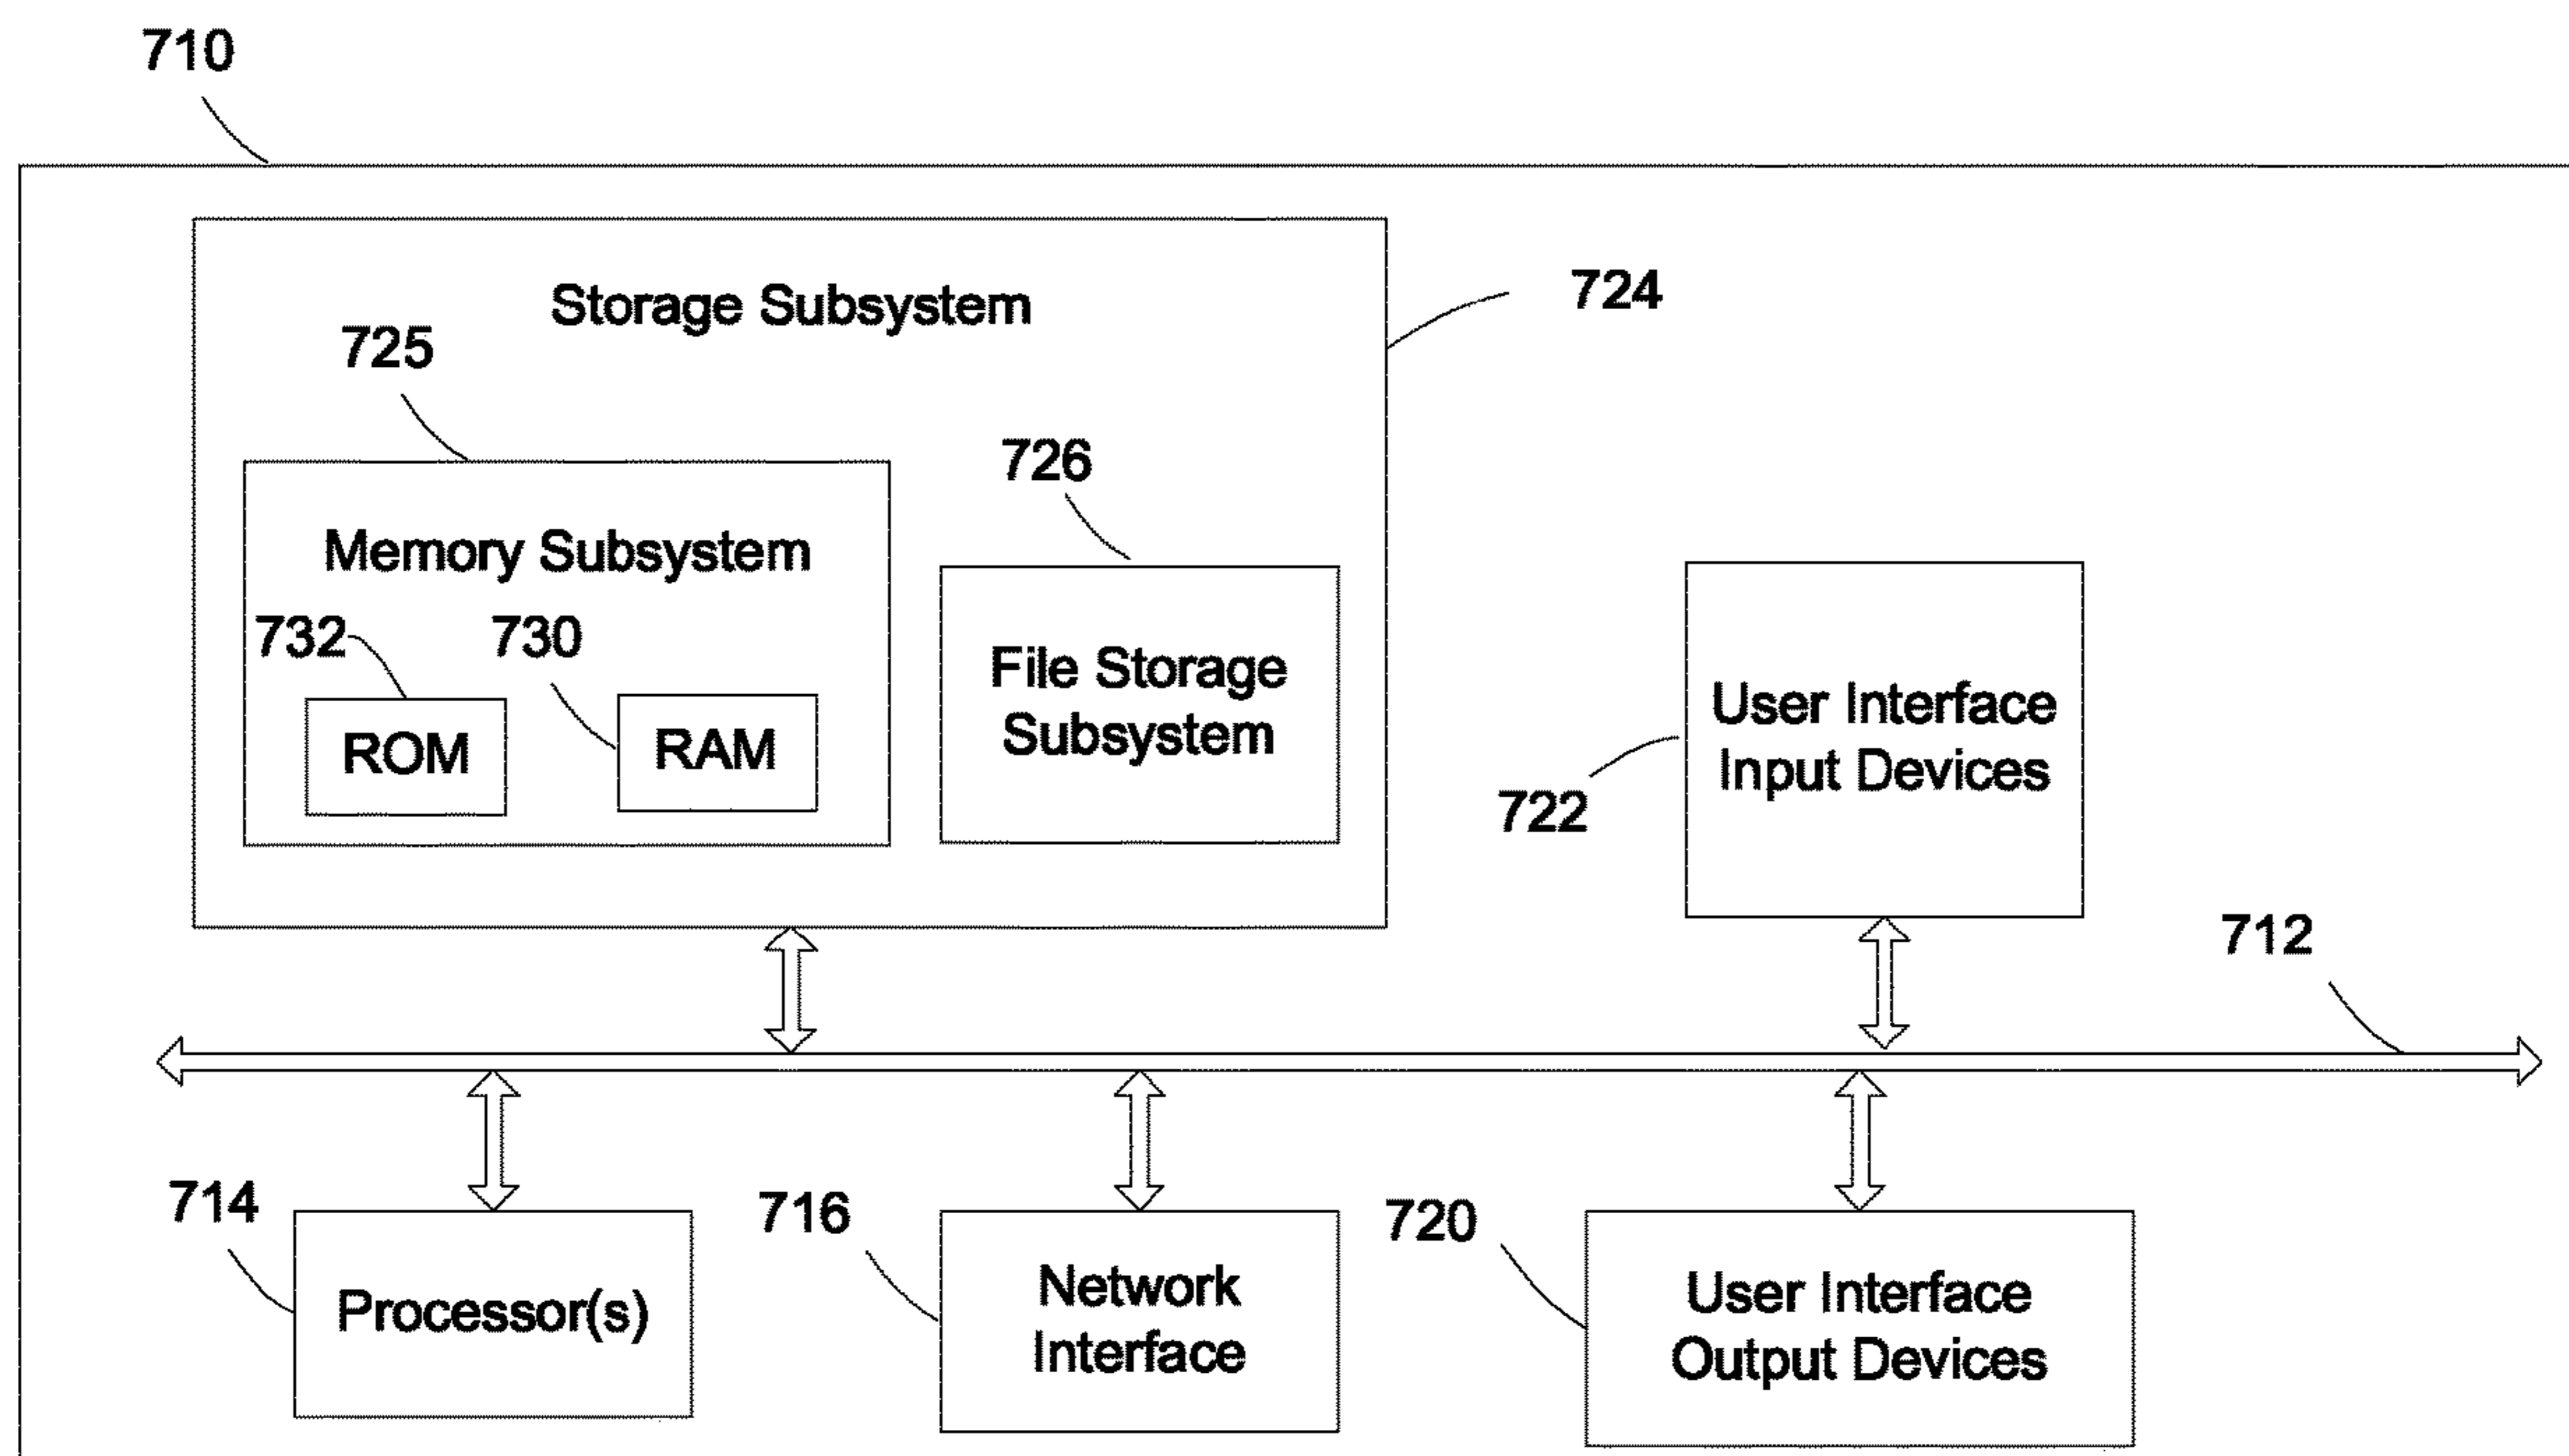 710
Storage Subsystem
724
725
726
Memory Subsystem
732
730
File Storage
Subsystem
ROM
RAM
User Interface
Input Devices
722
712
714
716
720
Processor(s)
Network
Interface
User Interface
Output Devices